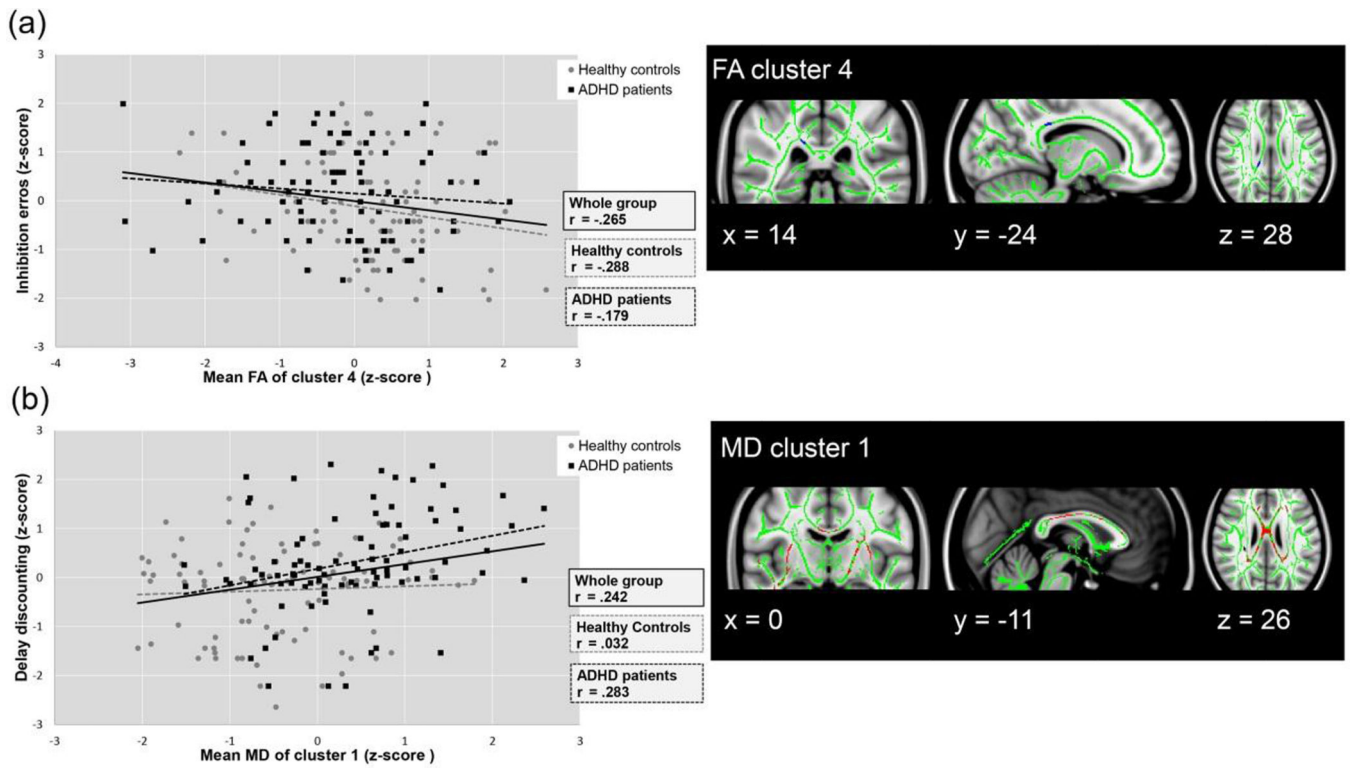 (a)
3
2
1
0
-1
-2
-3
-4
-3
-2
-1
0
1
2
3
Inhibition erros (z-score)
Mean FA of cluster 4 (z-score )
Healthy controls
ADHD patients
Whole group
r = -.265
Healthy controls
r = -.288
ADHD patients
r = -.179
FA cluster 4
x = 14
y = -24
z = 28
(b)
3
2
1
0
-1
-2
-3
-3
-2
-1
0
1
2
3
Delay discounting (z-score)
Mean MD of cluster 1 (z-score )
Healthy controls
ADHD patients
Whole group
r = .242
Healthy Controls
r = .032
ADHD patients
r = .283
MD cluster 1
x = 0
y = -11
z = 26